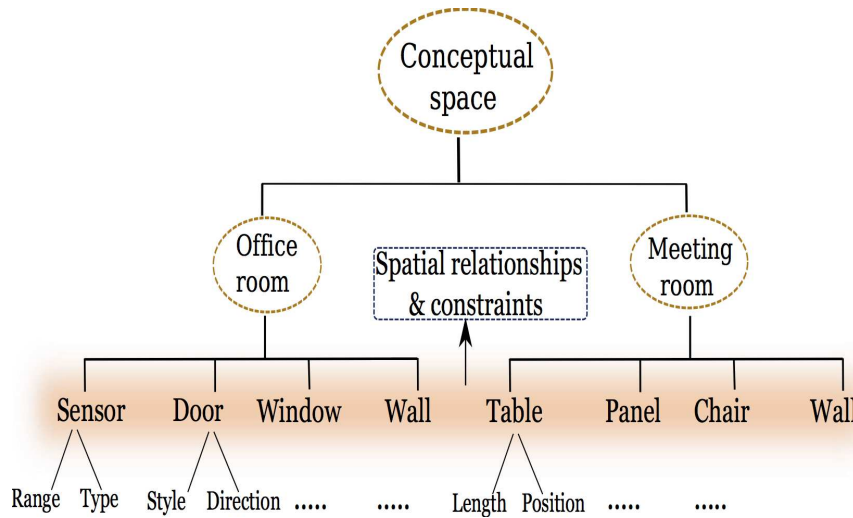 Conceptual
space
Office
room
Spatial relationships
& constraints
Meeting
room
Sensor Door Window Wall Table Panel Chair Wall
Range Type Style Direction ..... ..... Length Position ..... .....